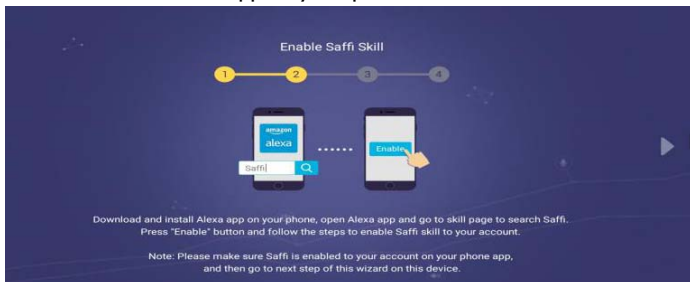 Enable Saffi Skill
1 2 3 4
amazon
alexa
Saffi
Enable
Download and install Alexa app on your phone, open Alexa app and go to skill page to search Saffi.
Press "Enable" button and follow the steps to enable Saffi skill to your account.
Note: Please make sure Saffi is enabled to your account on your phone app,
and then go to next step of this wizard on this device.